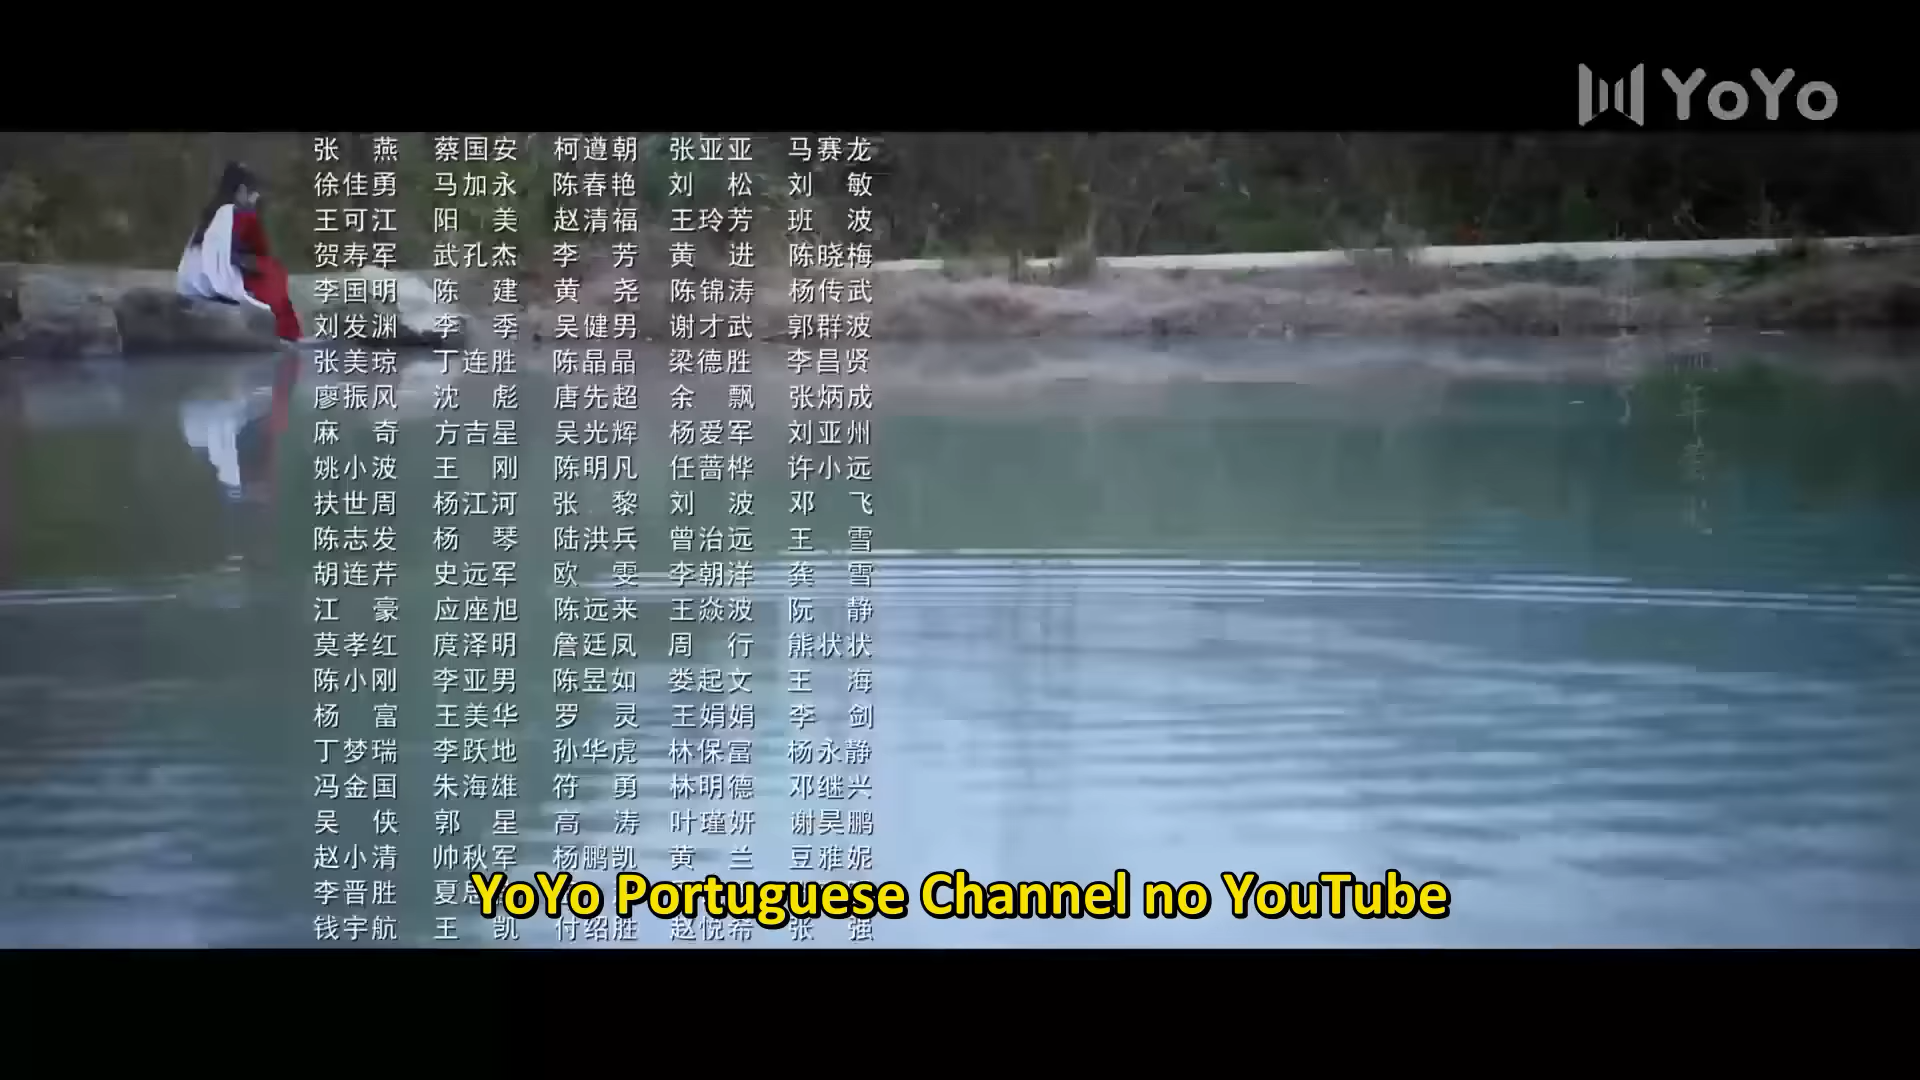 YoYo
张 燕 蔡国安 柯遵朝 张亚亚 马赛龙
徐佳勇 马加永 陈春艳 刘 松 刘 敏
王可江 阳 美 赵清福 王玲芳 班 波
贺寿军 武孔杰 李 芳 黄 进 陈晓梅
李国明 陈 建 黄 尧 陈锦涛 杨传武
刘发渊 李 季 吴健男 谢才武 郭群波
张美琼 丁连胜 陈晶晶 梁德胜 李昌贤
廖振风 沈 彪 唐先超 余 飘 张炳成
麻 奇 方吉星 吴光辉 杨爱军 刘亚州
姚小波 王 刚 陈明凡 任蔷桦 许小远
扶世周 杨江河 张 黎 刘 波 邓 飞
陈志发 杨 琴 陆洪兵 曾治远 王 雪
胡连芹 史远军 欧 雯 李朝洋 龚 雪
江 豪 应座旭 陈远来 王焱波 阮 静
莫孝红 庹泽明 詹廷凤 周 行 熊状状
陈小刚 李亚男 陈昱如 娄起文 王 海
杨 富 王美华 罗 灵 王娟娟 李 剑
丁梦瑞 李跃地 孙华虎 林保富 杨永静
冯金国 朱海雄 符 勇 林明德 邓继兴
吴 侠 郭 星 高 涛 叶瑾妍 谢昊鹏
赵小清 帅秋军 杨鹏凯 黄 兰 豆雅妮
李晋胜
YoYo Portuguese Channel no YouTube
钱宇航 王 凯 付绍胜 赵悦希 张 强